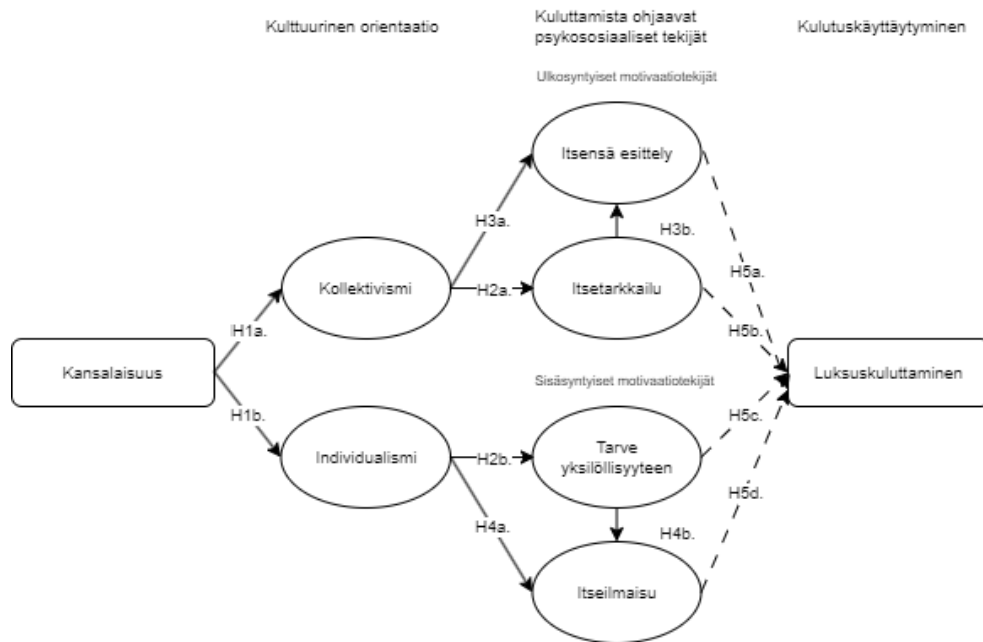 Kulttuurinen orientaatio
Kuluttamista ohjaavat
psykososiaaliset tekijät
Kulutuskäyttäytyminen
Ulkosyntyiset motivaatiotekijät
Itsensä esittely
H3a.
H3b.
H5a.
Kollektivismi
H2a.
Itsetarkkailu
H1a.
H5b.
Kansalaisuus
Luksuskuluttaminen
Sisäsyntyiset motivaatiotekijät
H1b.
H5c.
Individualismi
H2b.
Tarve
yksilöllisyyteen
H5d.
H4a.
H4b.
Itseilmaisu